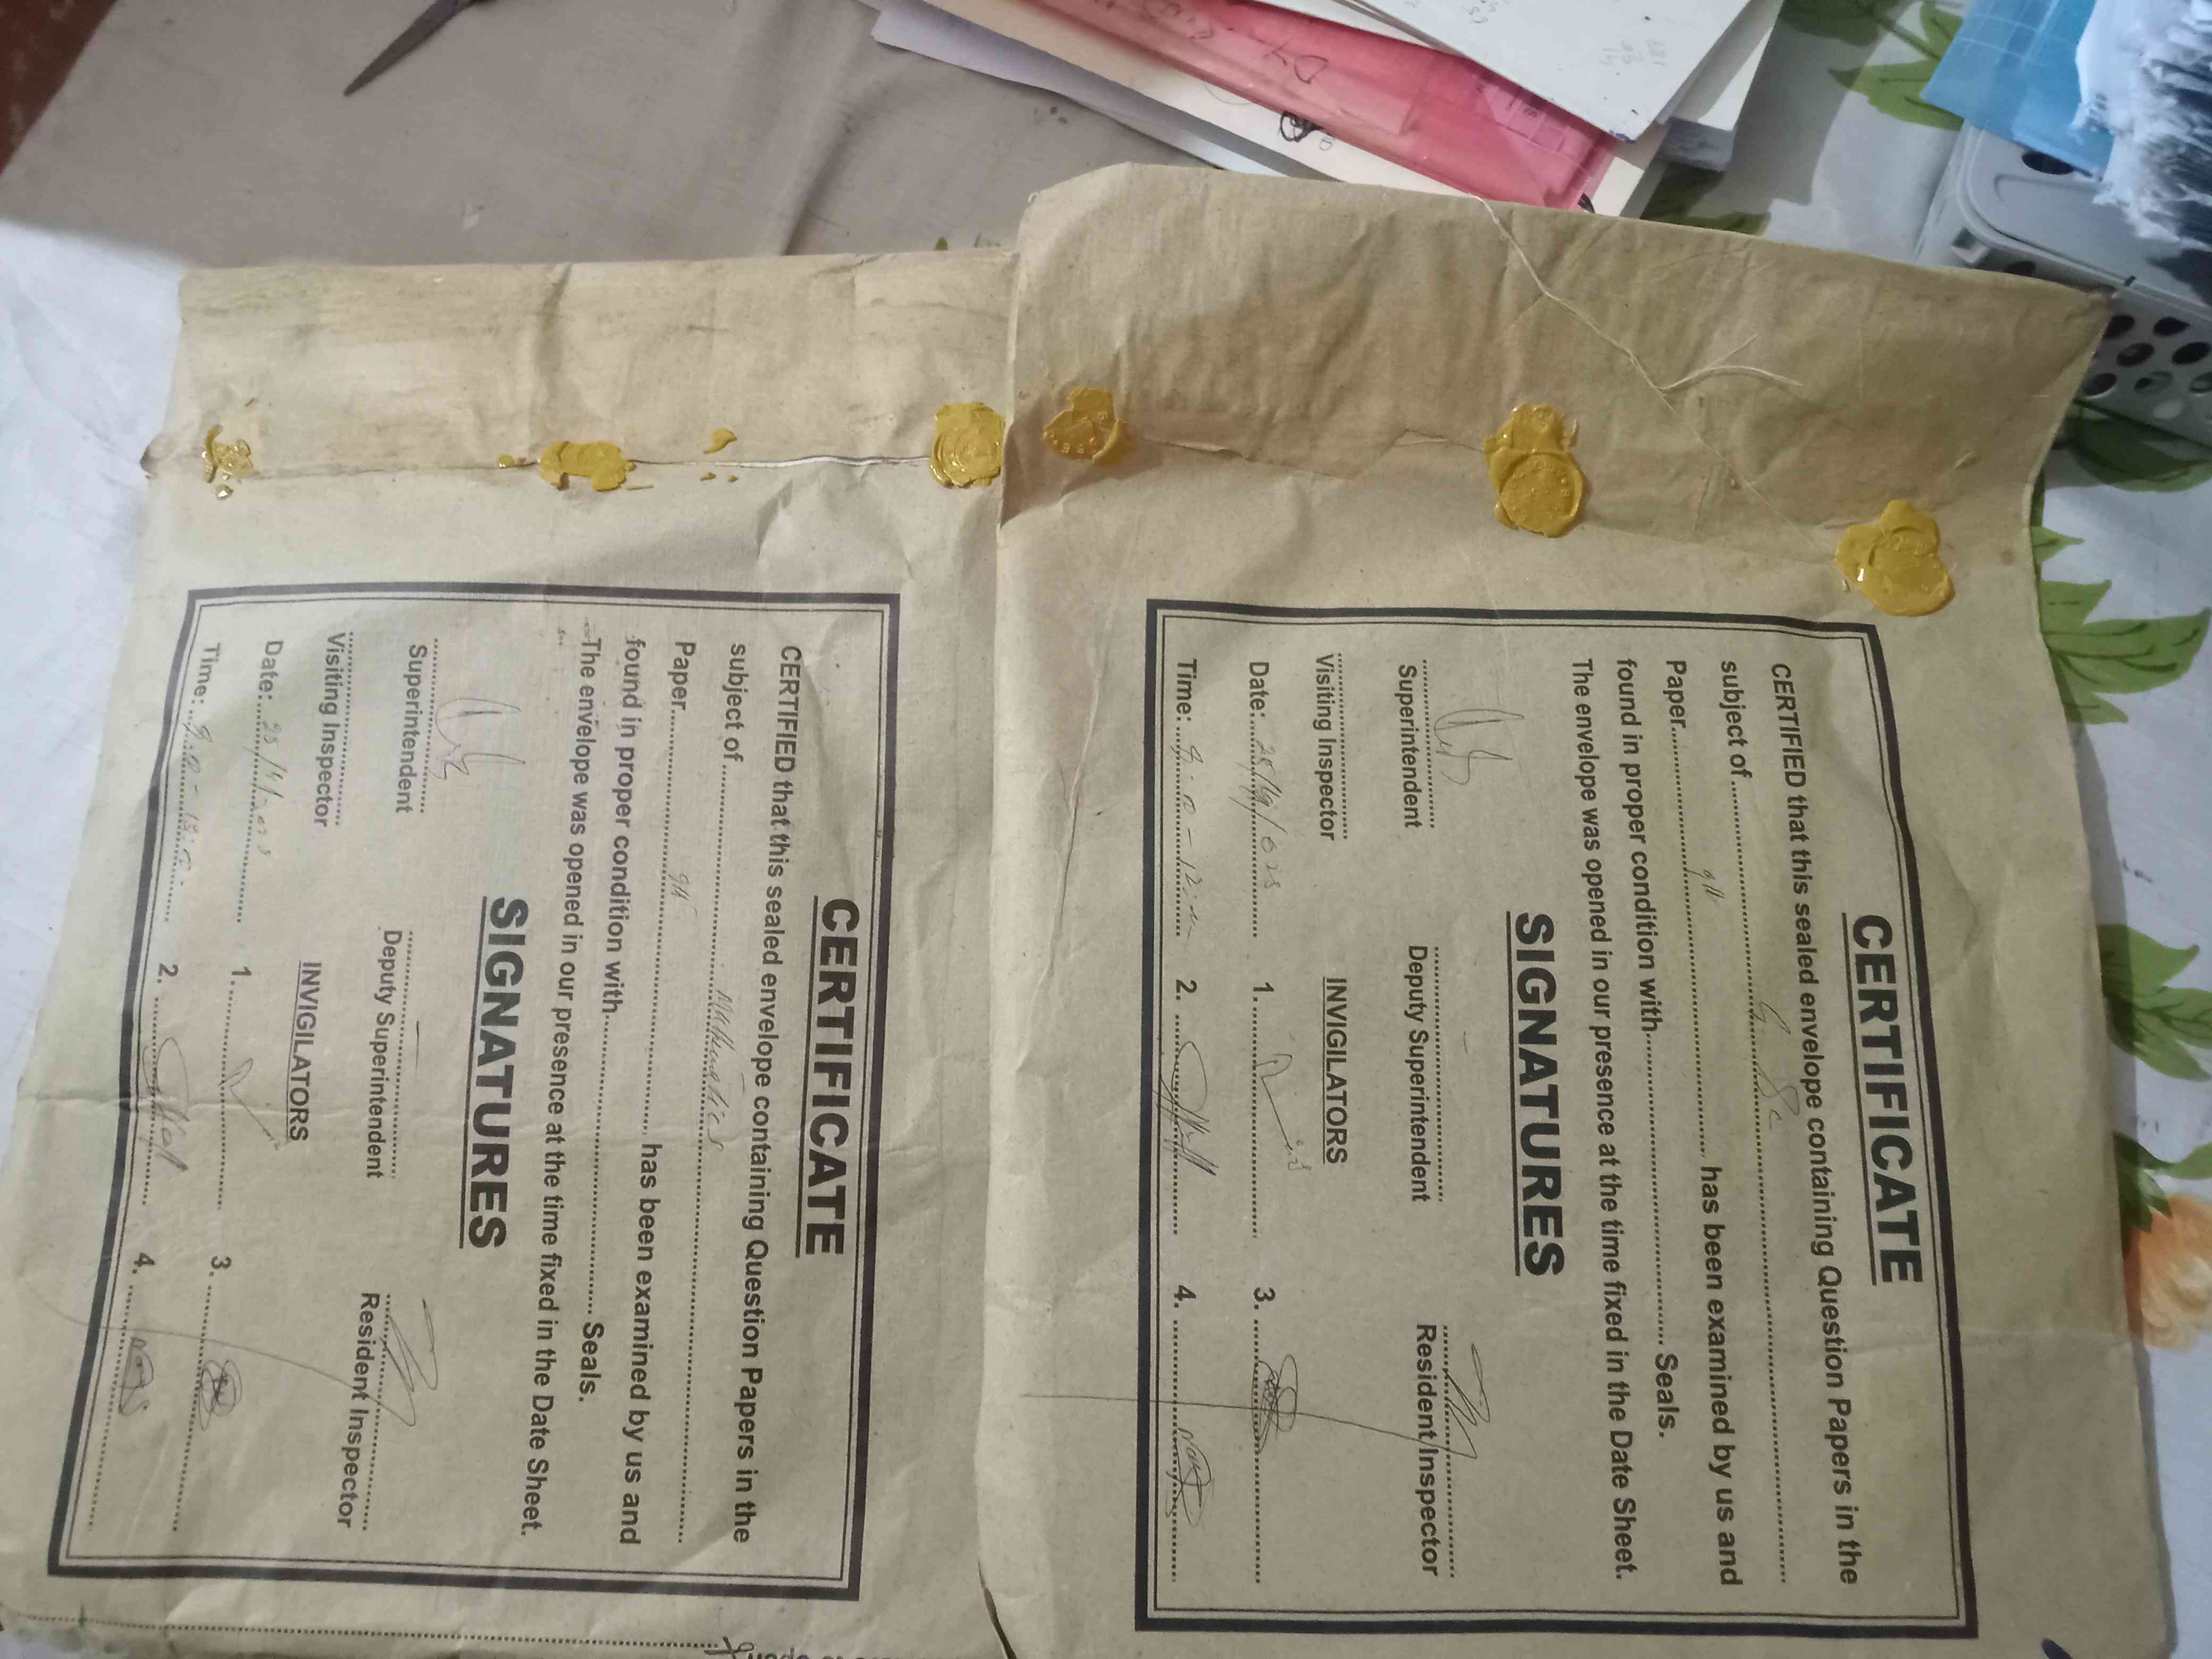 CERTIFICATE
CERTIFIED that this sealed envelope containing Question Papers in the
subject of.......... G. Sc ..........
Paper.......... 9th .......... has been examined by us and
found in proper condition with.......... Seals.
The envelope was opened in our presence at the time fixed in the Date Sheet.
SIGNATURES
Superintendent Deputy Superintendent Resident Inspector
Visiting Inspector INVIGILATORS
Date:.......... 1. .......... 3. ..........
Time:.......... 2. .......... 4. ..........
CERTIFICATE
CERTIFIED that this sealed envelope containing Question Papers in the
subject of.......... Mathematics
Paper.......... 9th .......... has been examined by us and
found in proper condition with.......... Seals.
The envelope was opened in our presence at the time fixed in the Date Sheet.
SIGNATURES
Superintendent Deputy Superintendent Resident Inspector
Visiting Inspector INVIGILATORS
Date:.......... 1. .......... 3. ..........
Time:.......... 2. .......... 4. ..........